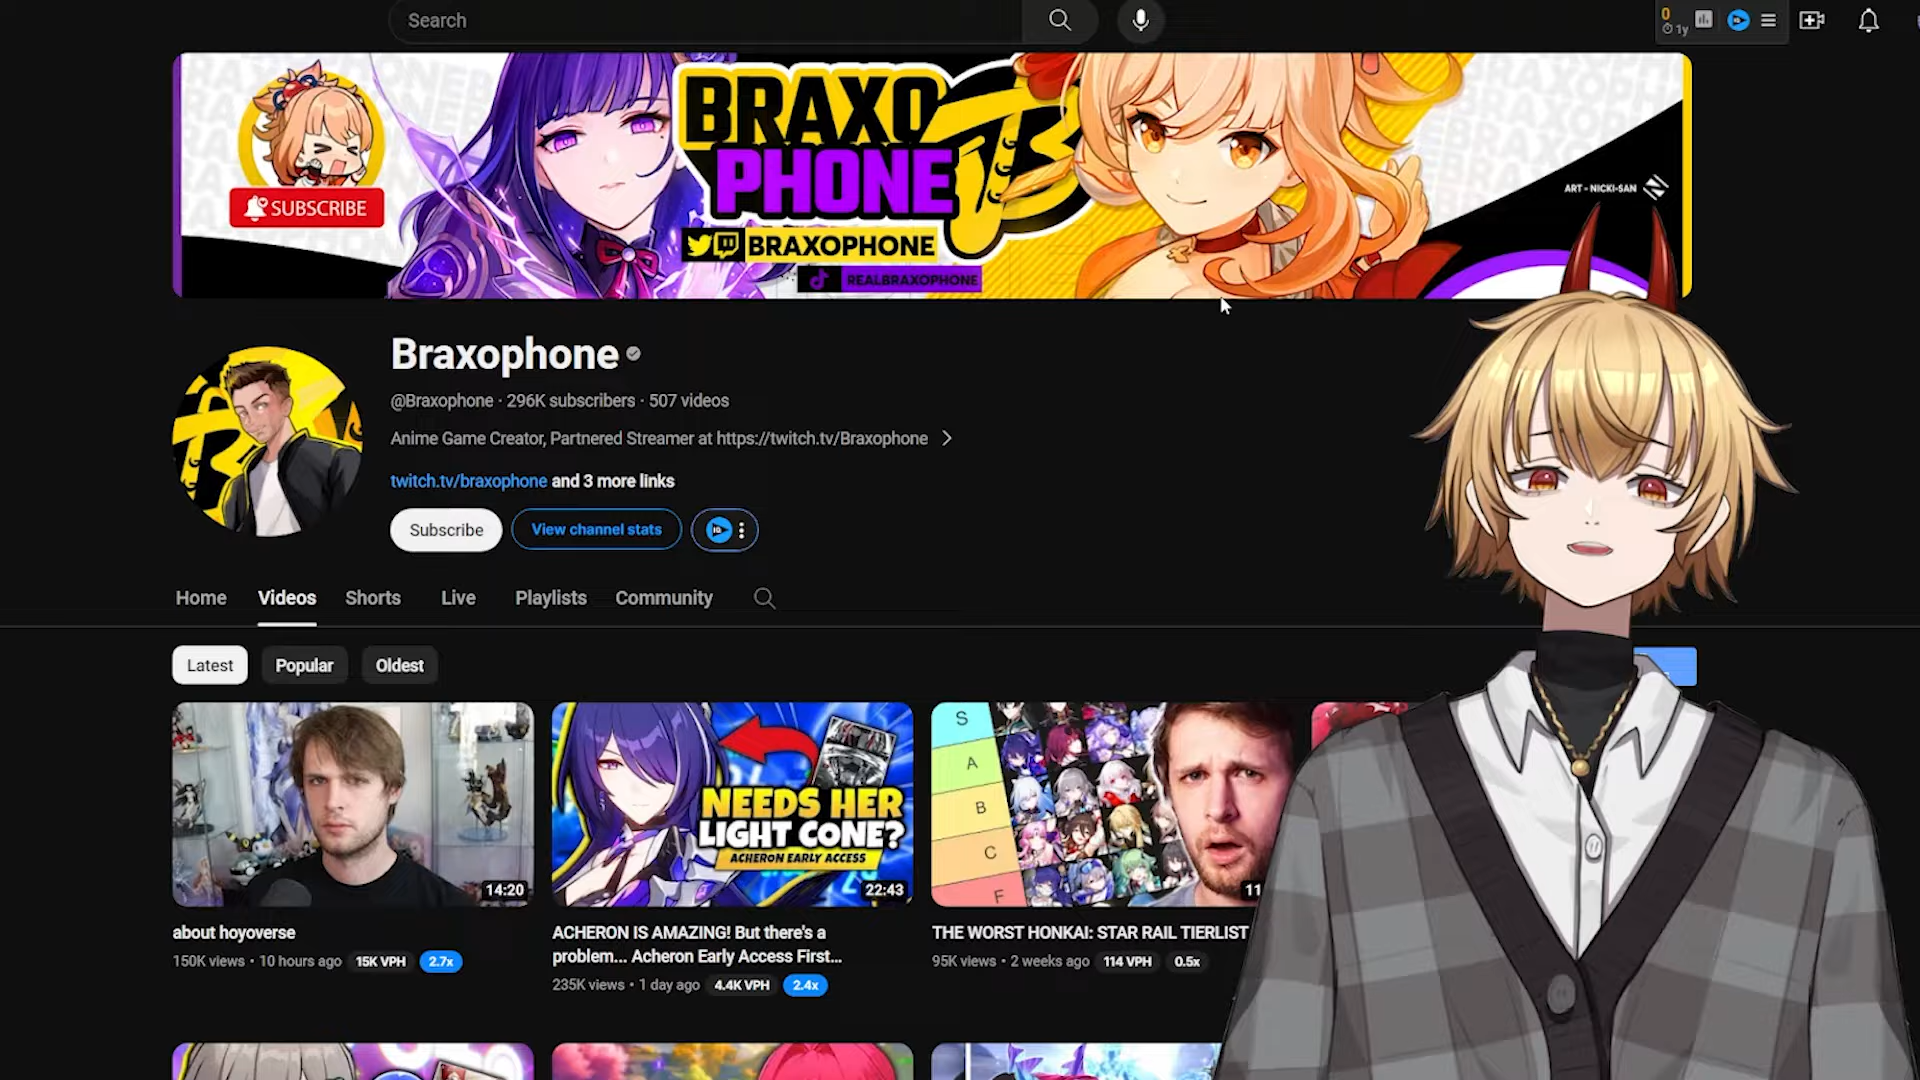 Search
0
1y
BRAXO
PHONE
SUBSCRIBE
BRAXOPHONE
REALBRAXOPHONE
ART - NICKI-SAN
Braxophone
@Braxophone · 296K subscribers · 507 videos
Anime Game Creator, Partnered Streamer at https://twitch.tv/Braxophone
twitch.tv/braxophone and 3 more links
Subscribe
View channel stats
IQ
Home
Videos
Shorts
Live
Playlists
Community
Latest
Popular
Oldest
14:20
NEEDS HER
LIGHT CONE?
ACHERON EARLY ACCESS
22:43
S
A
B
C
F
11
about hoyoverse
150K views • 10 hours ago
15K VPH
2.7x
ACHERON IS AMAZING! But there's a
problem... Acheron Early Access First...
235K views • 1 day ago
4.4K VPH
2.4x
THE WORST HONKAI: STAR RAIL TIERLIST
95K views • 2 weeks ago
114 VPH
0.5x